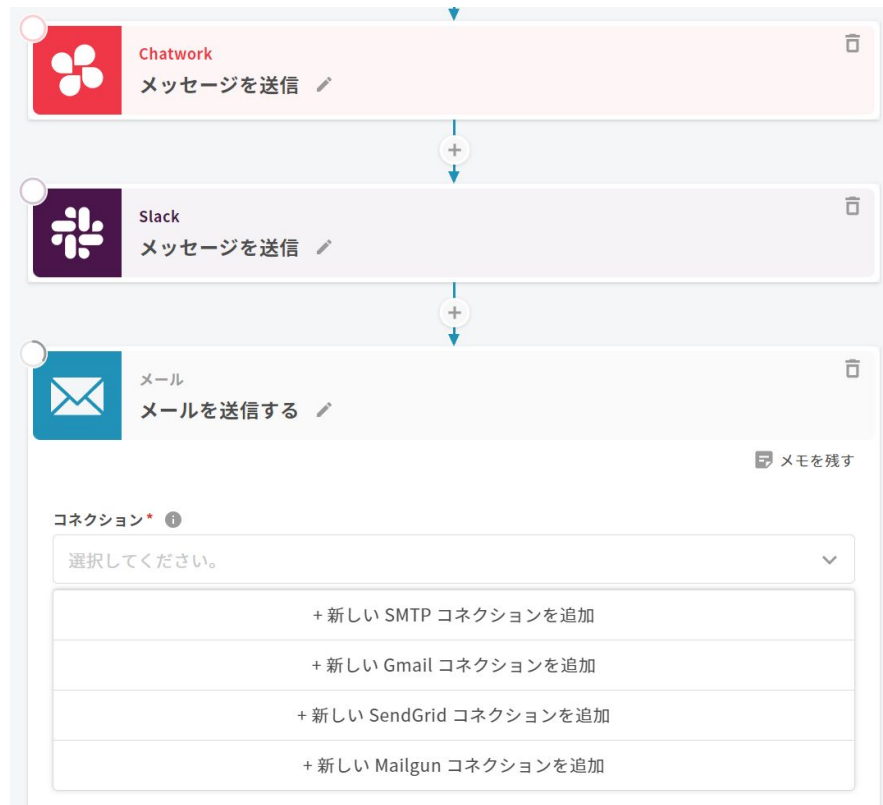 Chatwork
メッセージを送信
Slack
メッセージを送信
メール
メールを送信する
メモを残す
コネクション*
選択してください。
+ 新しい SMTP コネクションを追加
+ 新しい Gmail コネクションを追加
+ 新しい SendGrid コネクションを追加
+ 新しい Mailgun コネクションを追加